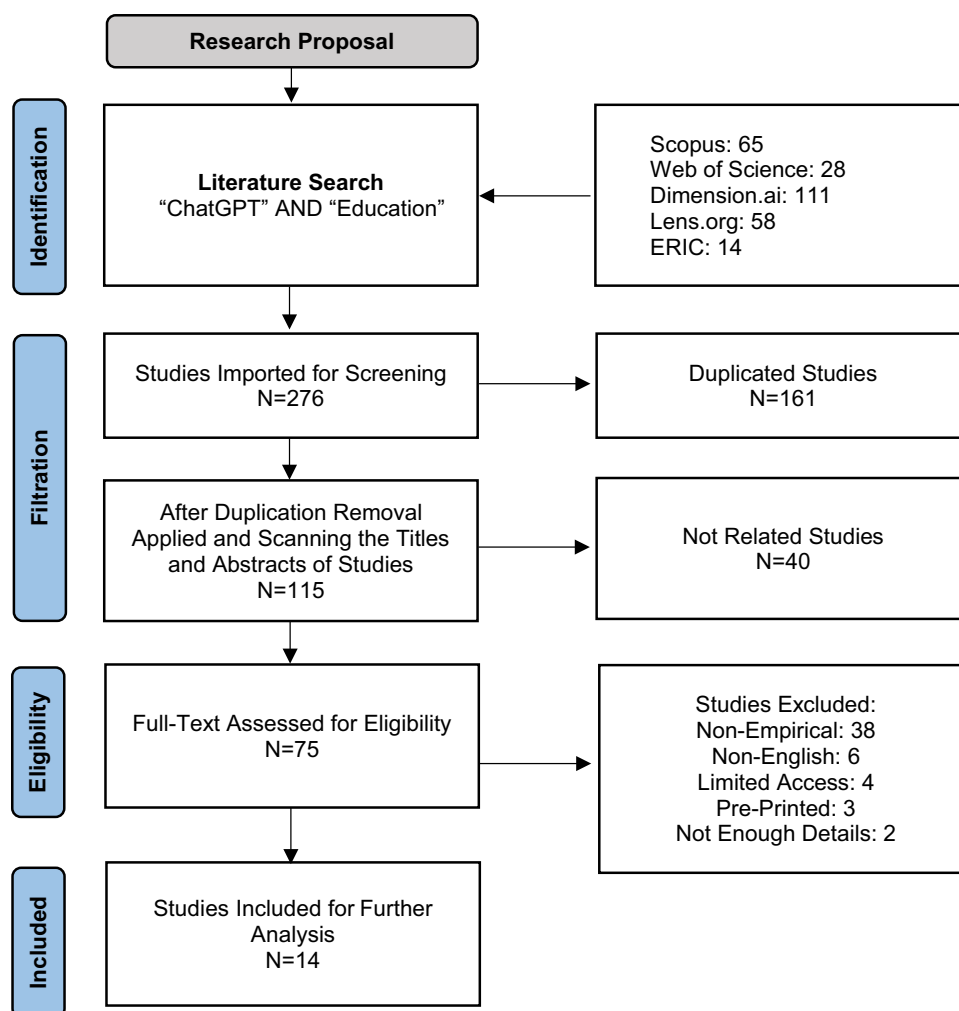 Research Proposal
Identification
Literature Search
“ChatGPT” AND “Education”
Scopus: 65
Web of Science: 28
Dimension.ai: 111
Lens.org: 58
ERIC: 14
Filtration
Studies Imported for Screening
N=276
Duplicated Studies
N=161
After Duplication Removal
Applied and Scanning the Titles
and Abstracts of Studies
N=115
Not Related Studies
N=40
Eligibility
Full-Text Assessed for Eligibility
N=75
Studies Excluded:
Non-Empirical: 38
Non-English: 6
Limited Access: 4
Pre-Printed: 3
Not Enough Details: 2
Included
Studies Included for Further
Analysis
N=14